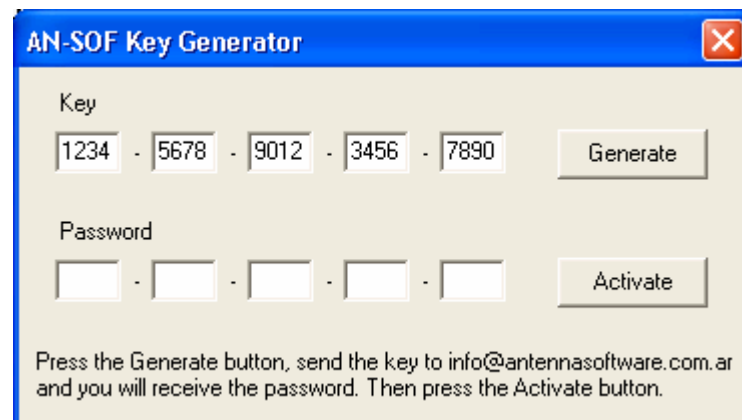 AN-SOF Key Generator
Key
1234 - 5678 - 9012 - 3456 - 7890 Generate
Password
- - - - Activate
Press the Generate button, send the key to info@antennasoftware.com.ar
and you will receive the password. Then press the Activate button.